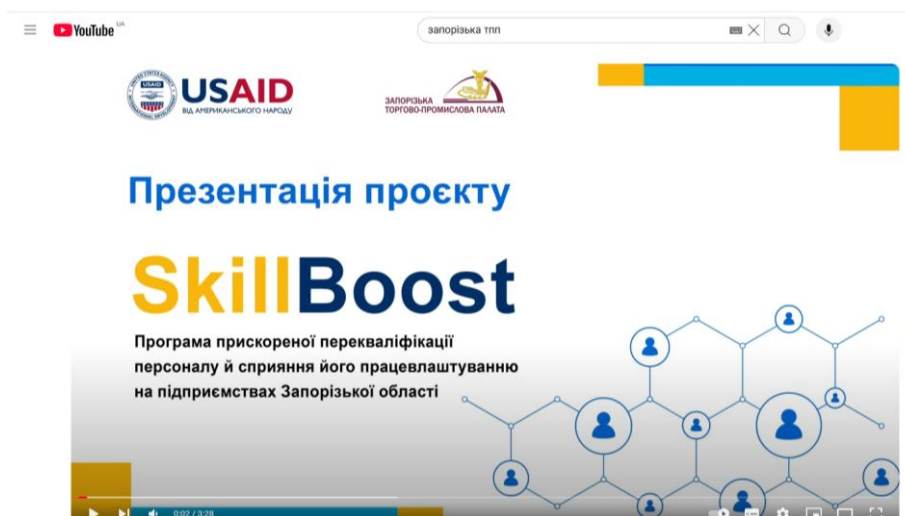 YouTube UA
запорізька тпп
USAID
USAID
ВІД АМЕРИКАНСЬКОГО НАРОДУ
ЗАПОРІЗЬКА
ТОРГОВО-ПРОМИСЛОВА ПАЛАТА
Презентація проєкту
SkillBoost
Програма прискореної перекваліфікації
персоналу й сприяння його працевлаштуванню
на підприємствах Запорізької області
0:02 / 3:28